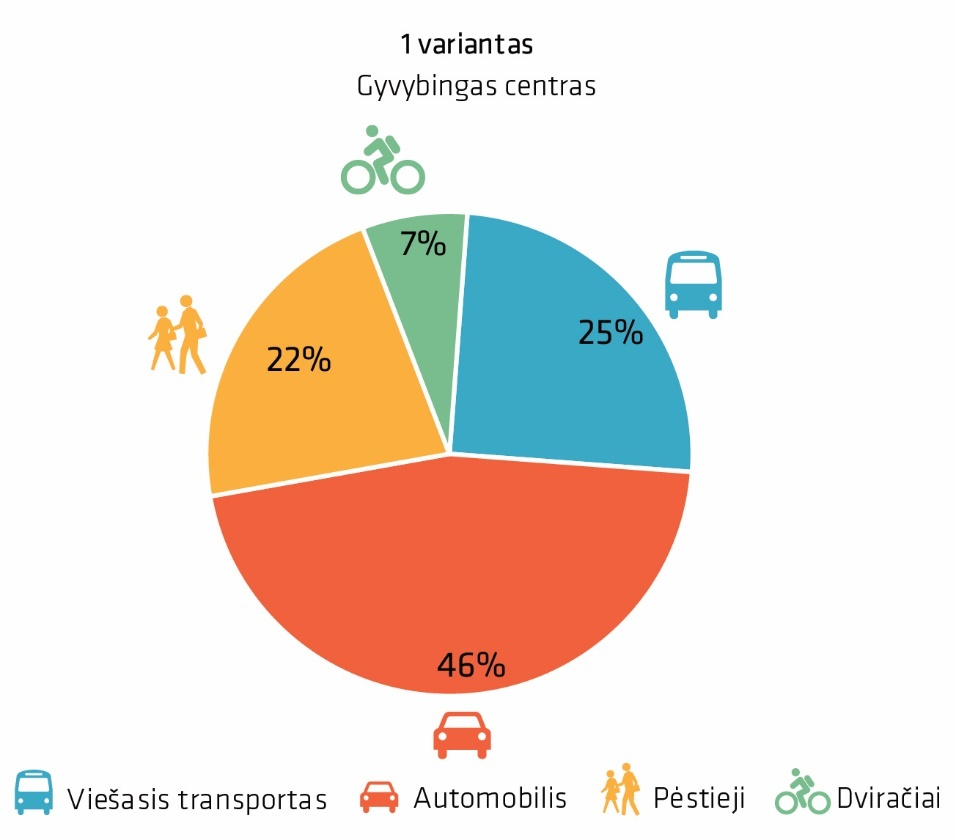 1 variantas
Gyvybingas centras
7%
25%
22%
46%
Viešasis transportas
Automobilis
Pėstieji
Dviračiai